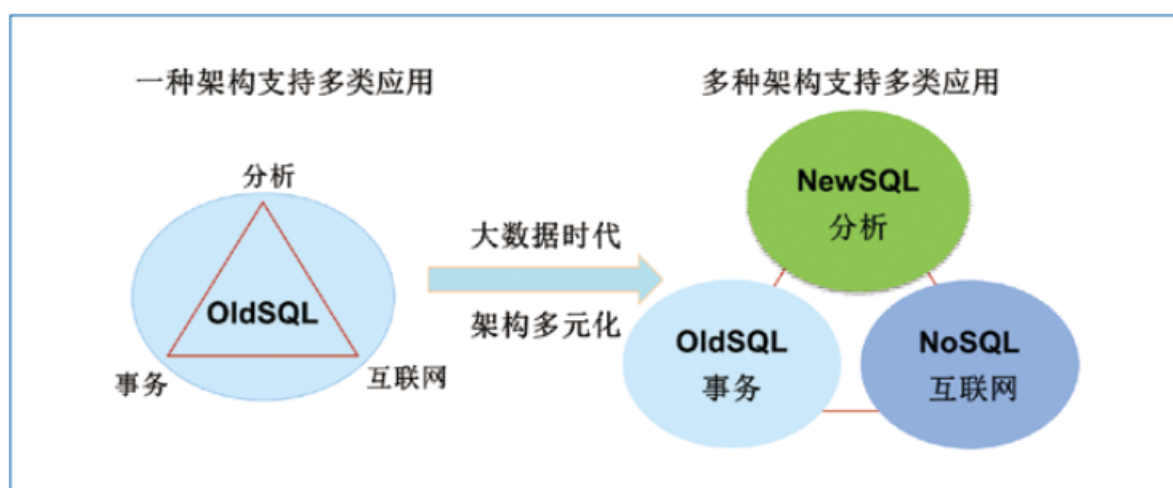 一种架构支持多类应用
多种架构支持多类应用
分析
OldSQL
事务
互联网
大数据时代
架构多元化
NewSQL
分析
OldSQL
事务
NoSQL
互联网